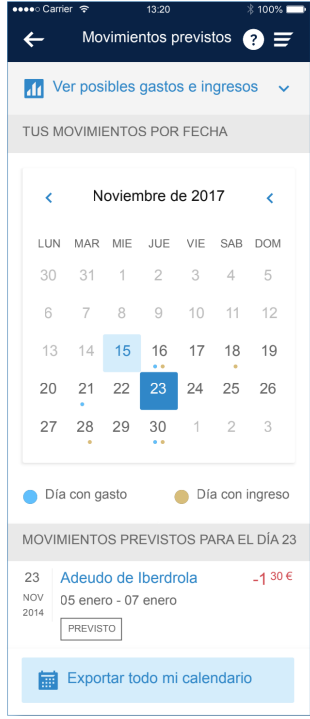 Carrier 13:20 100%
Movimientos previstos ?
Ver posibles gastos e ingresos
TUS MOVIMIENTOS POR FECHA
Noviembre de 2017
LUN MAR MIE JUE VIE SAB DOM
30 31 1 2 3 4 5
6 7 8 9 10 11 12
13 14 15 16 17 18 19
20 21 22 23 24 25 26
27 28 29 30 1 2 3
Día con gasto Día con ingreso
MOVIMIENTOS PREVISTOS PARA EL DÍA 23
23 Adeudo de Iberdrola -1 30 €
NOV 05 enero - 07 enero
2014
PREVISTO
Exportar todo mi calendario